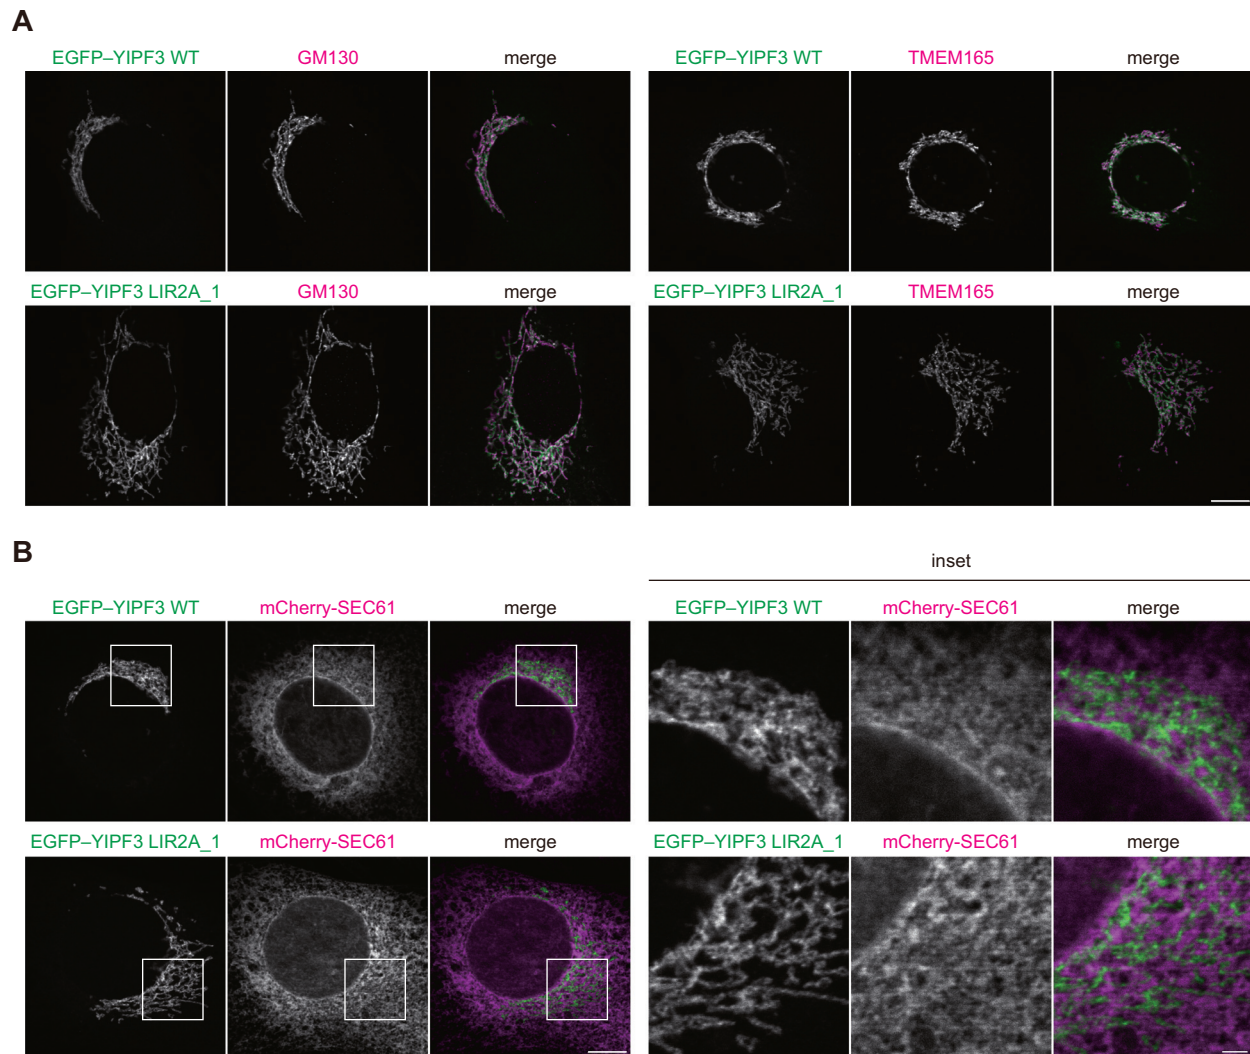 A
EGFP–YIPF3 WT GM130 merge EGFP–YIPF3 WT TMEM165 merge
EGFP–YIPF3 LIR2A_1 GM130 merge EGFP–YIPF3 LIR2A_1 TMEM165 merge
B
inset
EGFP–YIPF3 WT mCherry-SEC61 merge EGFP–YIPF3 WT mCherry-SEC61 merge
EGFP–YIPF3 LIR2A_1 mCherry-SEC61 merge EGFP–YIPF3 LIR2A_1 mCherry-SEC61 merge